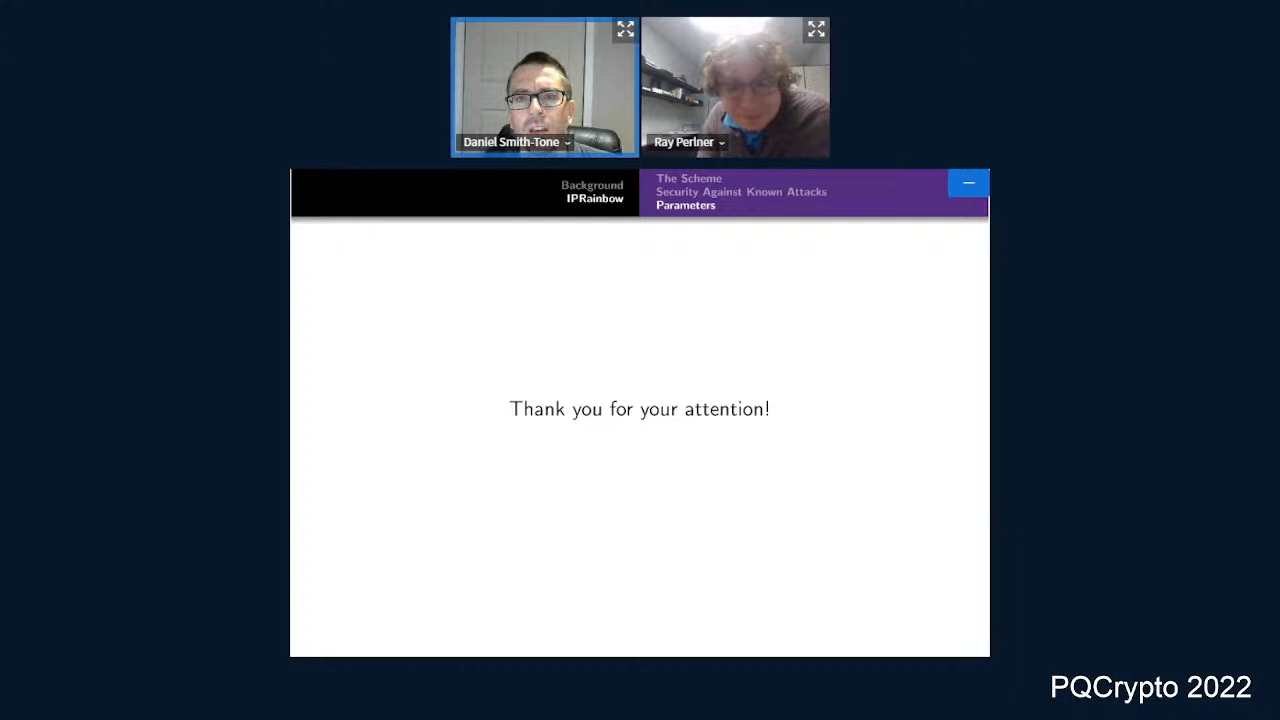 Daniel Smith-Tone
Ray Perlner
Background
IPRainbow
The Scheme
Security Against Known Attacks
Parameters
Thank you for your attention!
PQCrypto 2022